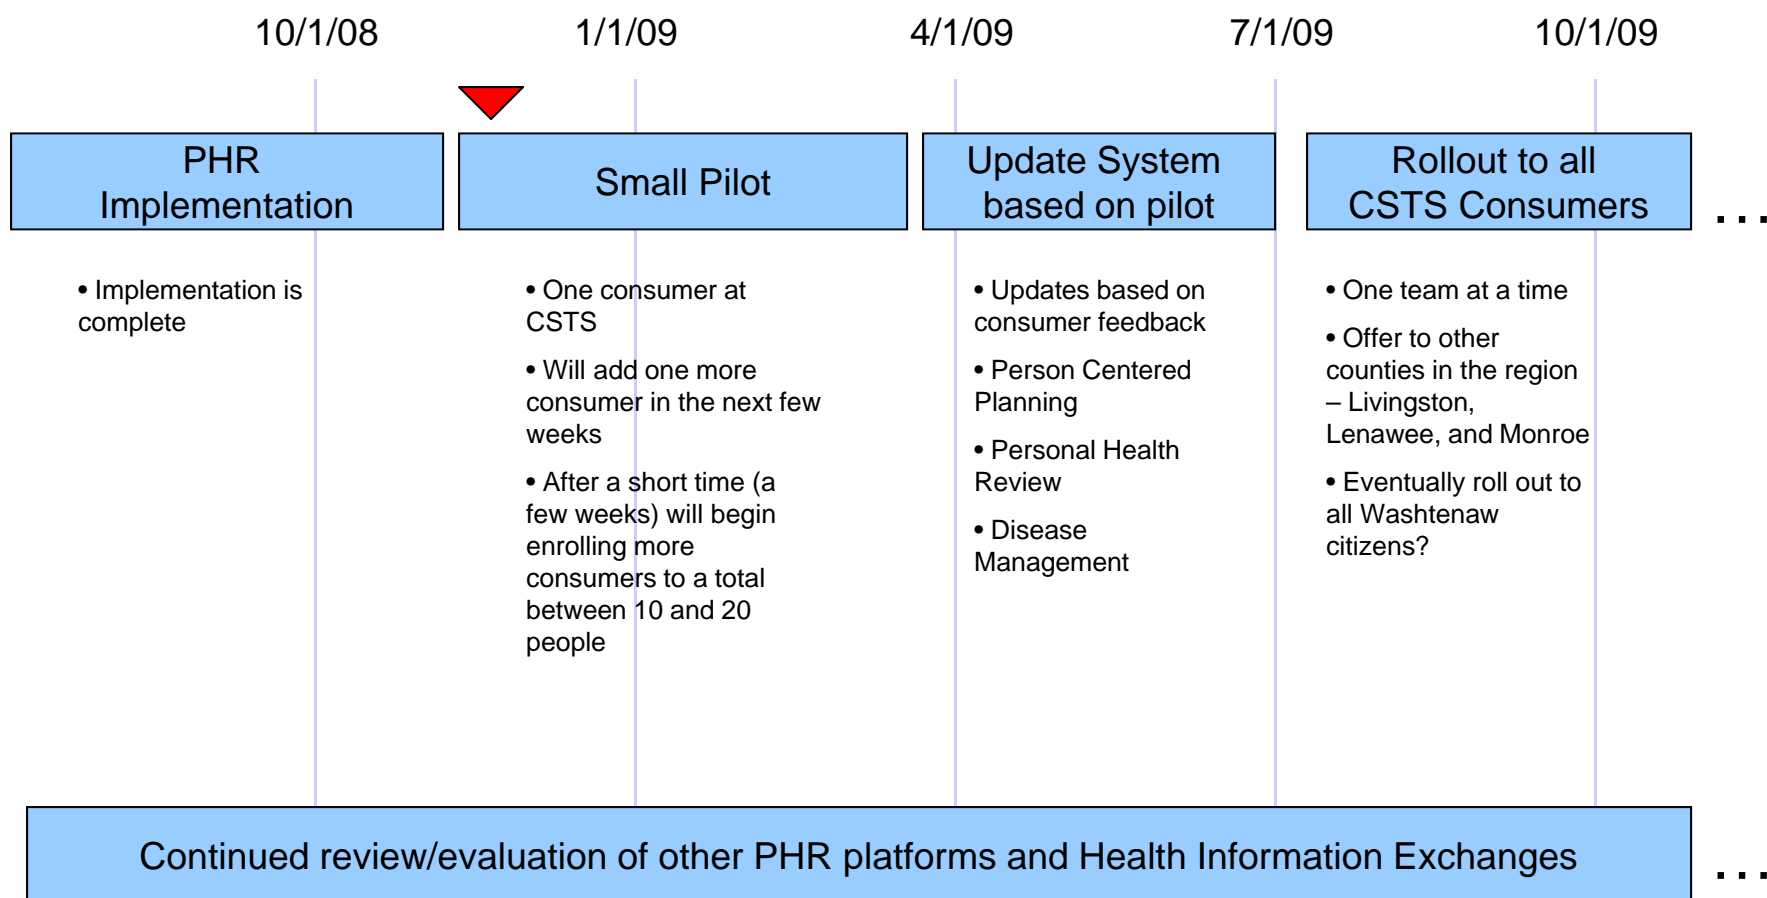 10/1/08 1/1/09 4/1/09 7/1/09 10/1/09
PHR
Implementation
Small Pilot
Update System
based on pilot
Rollout to all
CSTS Consumers
...
• Implementation is
complete
• One consumer at
CSTS
• Will add one more
consumer in the next few
weeks
• After a short time (a
few weeks) will begin
enrolling more
consumers to a total
between 10 and 20
people
• Updates based on
consumer feedback
• Person Centered
Planning
• Personal Health
Review
• Disease
Management
• One team at a time
• Offer to other
counties in the region
– Livingston,
Lenawee, and Monroe
• Eventually roll out to
all Washtenaw
citizens?
Continued review/evaluation of other PHR platforms and Health Information Exchanges
...